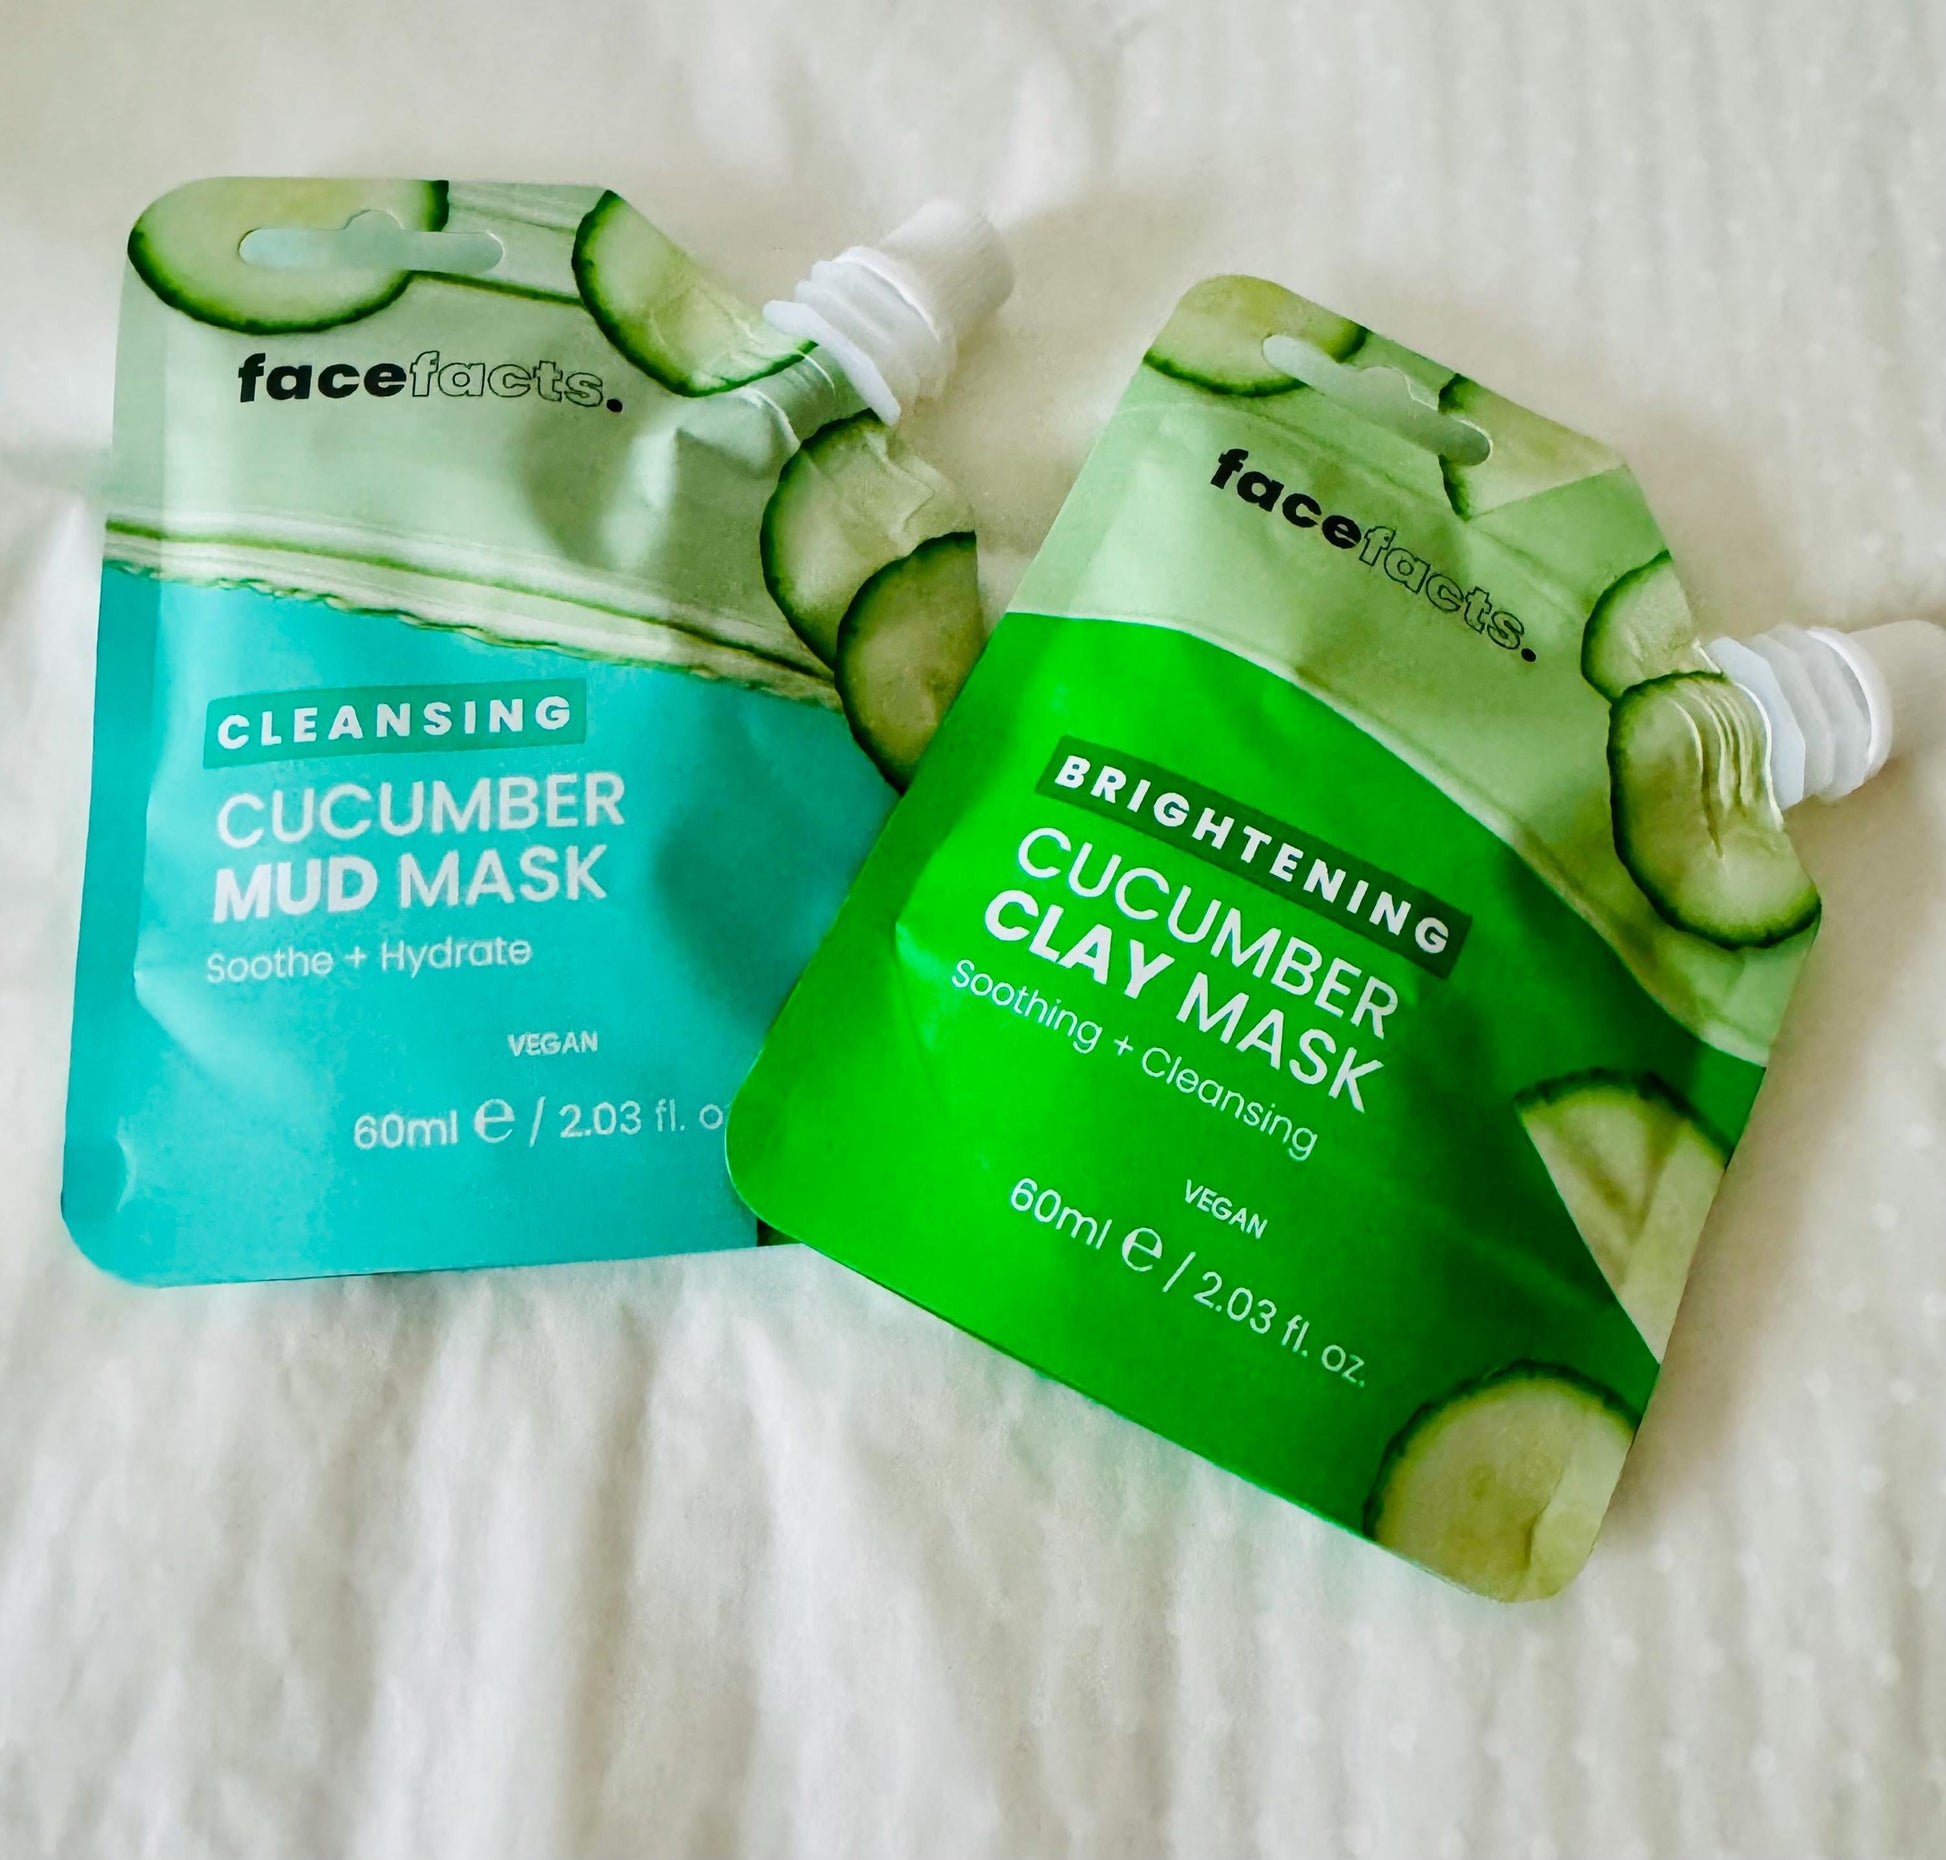 facefacts.
CLEANSING
CUCUMBER
MUD MASK
Soothe + Hydrate
VEGAN
60ml e / 2.03 fl. o
facefacts.
BRIGHTENING
CUCUMBER
CLAY MASK
Soothing + Cleansing
VEGAN
60ml e / 2.03 fl. oz.